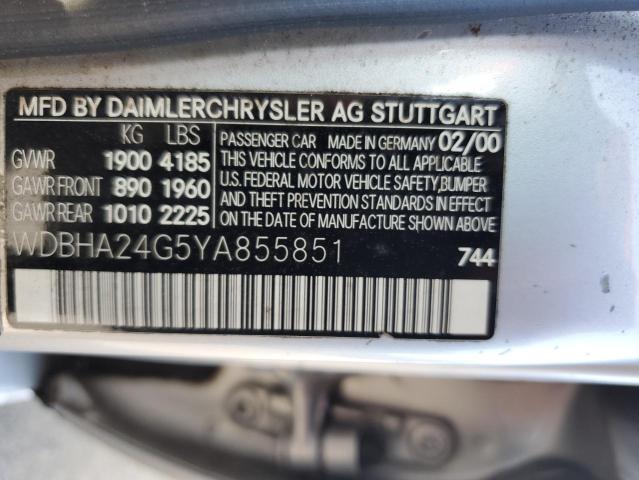 MFD BY DAIMLERCHRYSLER AG STUTTGART
KG LBS
GVWR 1900 4185
GAWR FRONT 890 1960
GAWR REAR 1010 2225
PASSENGER CAR MADE IN GERMANY 02/00
THIS VEHICLE CONFORMS TO ALL APPLICABLE
U.S. FEDERAL MOTOR VEHICLE SAFETY, BUMPER
AND THEFT PREVENTION STANDARDS IN EFFECT
ON THE DATE OF MANUFACTURE SHOWN ABOVE.
WDBHA24G5YA855851
744